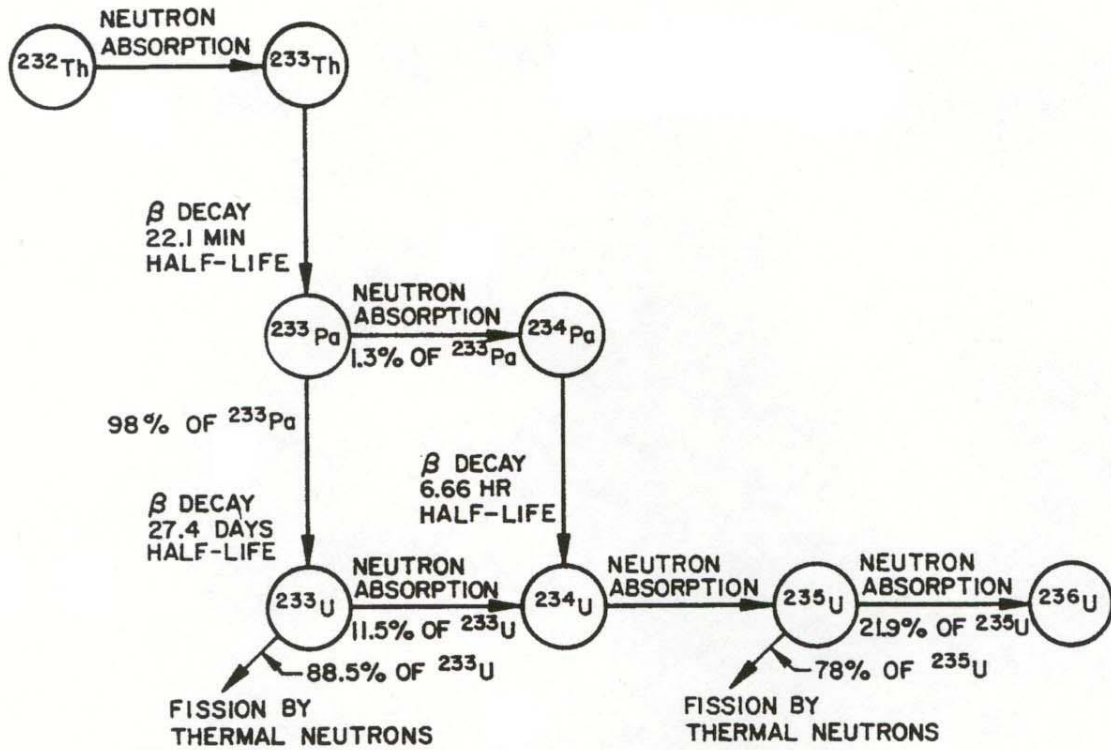 NEUTRON
ABSORPTION
²³²Th
²³³Th
β DECAY
22.1 MIN
HALF-LIFE
²³³Pa
NEUTRON
ABSORPTION
1.3% OF ²³³Pa
²³⁴Pa
98% OF ²³³Pa
β DECAY
27.4 DAYS
HALF-LIFE
β DECAY
6.66 HR
HALF-LIFE
²³³U
NEUTRON
ABSORPTION
11.5% OF ²³³U
²³⁴U
NEUTRON
ABSORPTION
²³⁵U
NEUTRON
ABSORPTION
21.9% OF ²³⁵U
²³⁶U
88.5% OF ²³³U
FISSION BY
THERMAL NEUTRONS
78% OF ²³⁵U
FISSION BY
THERMAL NEUTRONS